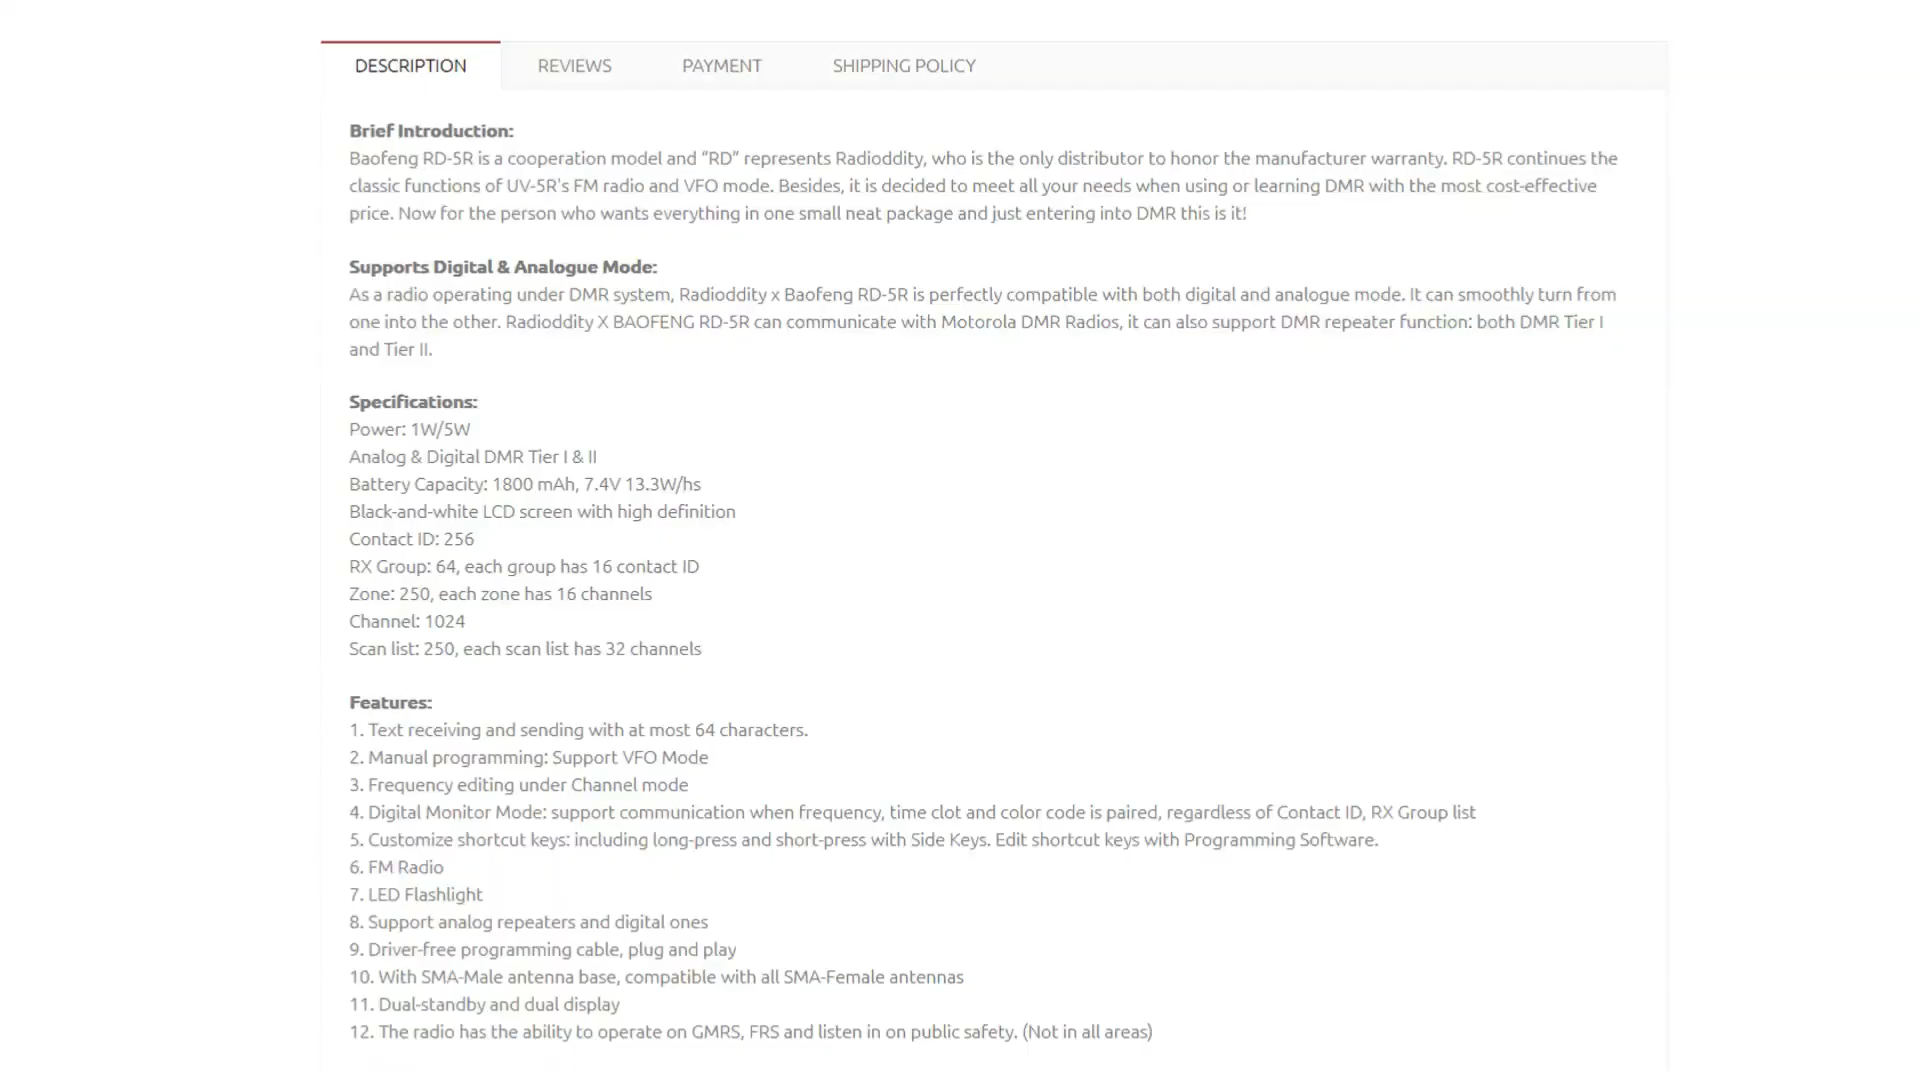 DESCRIPTION REVIEWS PAYMENT SHIPPING POLICY
Brief Introduction:
Baofeng RD-5R is a cooperation model and “RD” represents Radioddity, who is the only distributor to honor the manufacturer warranty. RD-5R continues the
classic functions of UV-5R's FM radio and VFO mode. Besides, it is decided to meet all your needs when using or learning DMR with the most cost-effective
price. Now for the person who wants everything in one small neat package and just entering into DMR this is it!
Supports Digital & Analogue Mode:
As a radio operating under DMR system, Radioddity x Baofeng RD-5R is perfectly compatible with both digital and analogue mode. It can smoothly turn from
one into the other. Radioddity X BAOFENG RD-5R can communicate with Motorola DMR Radios, it can also support DMR repeater function: both DMR Tier I
and Tier II.
Specifications:
Power: 1W/5W
Analog & Digital DMR Tier I & II
Battery Capacity: 1800 mAh, 7.4V 13.3W/hs
Black-and-white LCD screen with high definition
Contact ID: 256
RX Group: 64, each group has 16 contact ID
Zone: 250, each zone has 16 channels
Channel: 1024
Scan list: 250, each scan list has 32 channels
Features:
1. Text receiving and sending with at most 64 characters.
2. Manual programming: Support VFO Mode
3. Frequency editing under Channel mode
4. Digital Monitor Mode: support communication when frequency, time clot and color code is paired, regardless of Contact ID, RX Group list
5. Customize shortcut keys: including long-press and short-press with Side Keys. Edit shortcut keys with Programming Software.
6. FM Radio
7. LED Flashlight
8. Support analog repeaters and digital ones
9. Driver-free programming cable, plug and play
10. With SMA-Male antenna base, compatible with all SMA-Female antennas
11. Dual-standby and dual display
12. The radio has the ability to operate on GMRS, FRS and listen in on public safety. (Not in all areas)